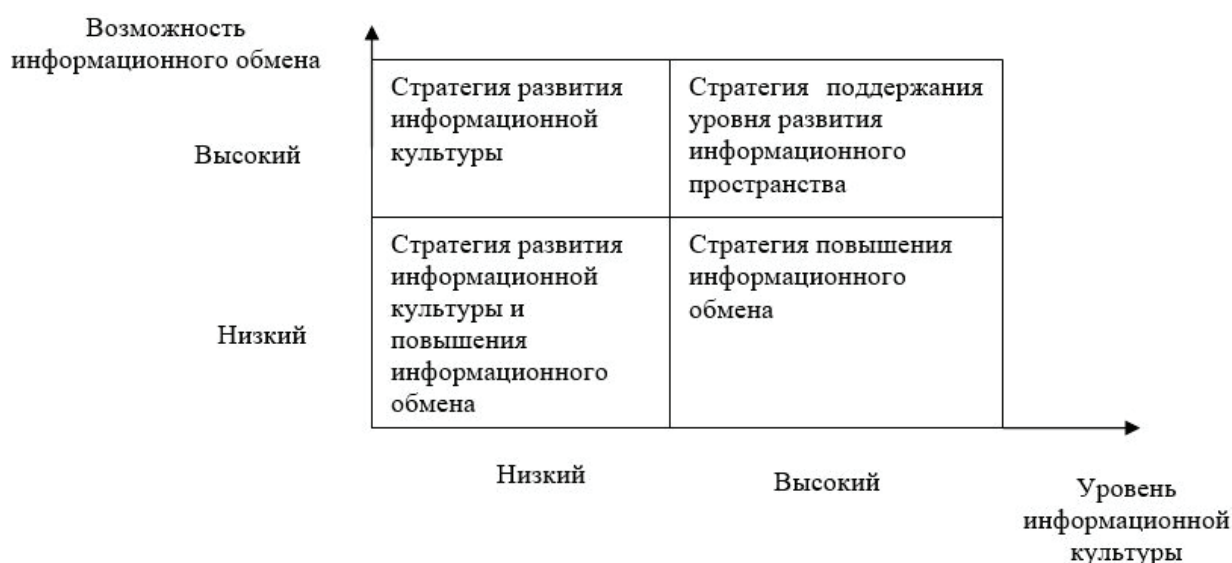 Возможность
информационного обмена
Высокий
Стратегия развития
информационной
культуры
Стратегия поддержания
уровня развития
информационного
пространства
Низкий
Стратегия развития
информационной
культуры и
повышения
информационного
обмена
Стратегия повышения
информационного
обмена
Низкий
Высокий
Уровень
информационной
культуры